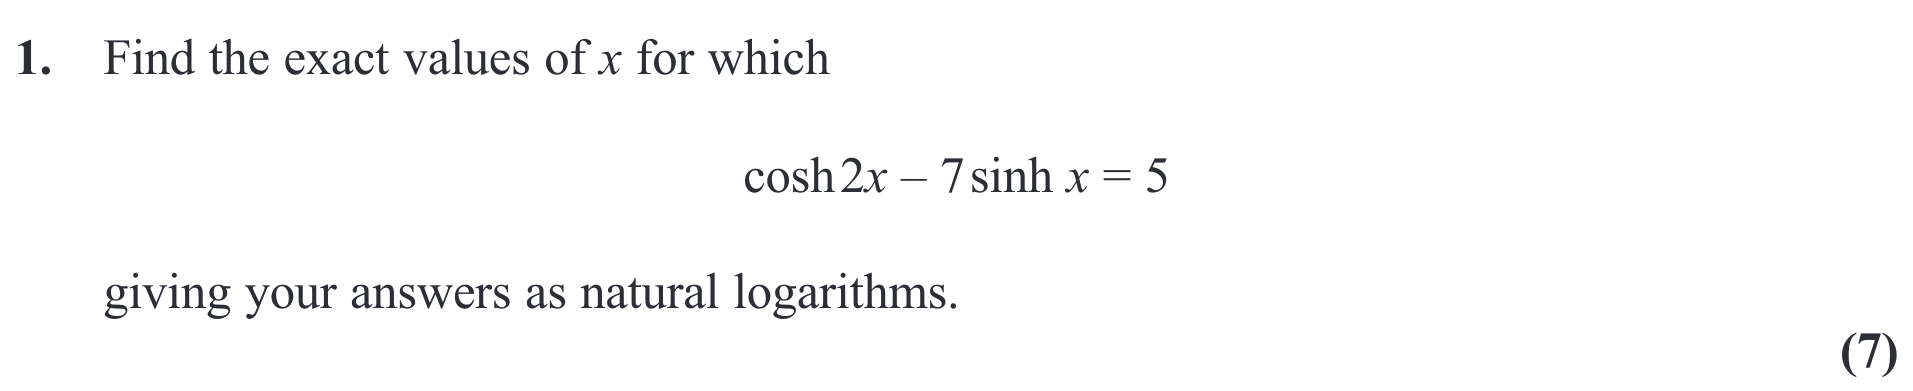 1. Find the exact values of x for which
cosh 2x – 7 sinh x = 5
giving your answers as natural logarithms.
(7)